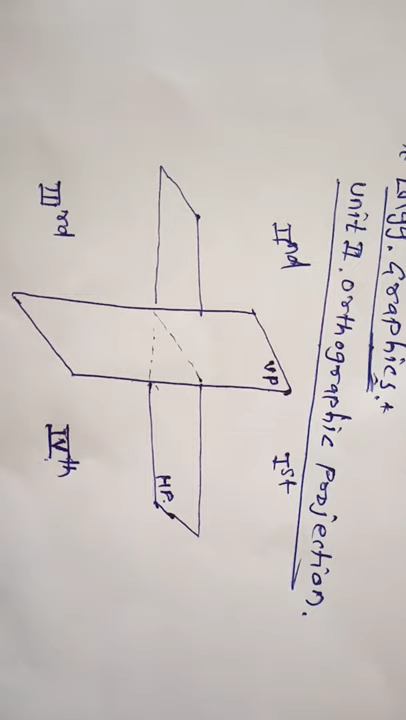 Engg. Graphics.*
Unit II. Orthographic Projection.
IInd
Ist
VP
HP.
IIIrd
IVth